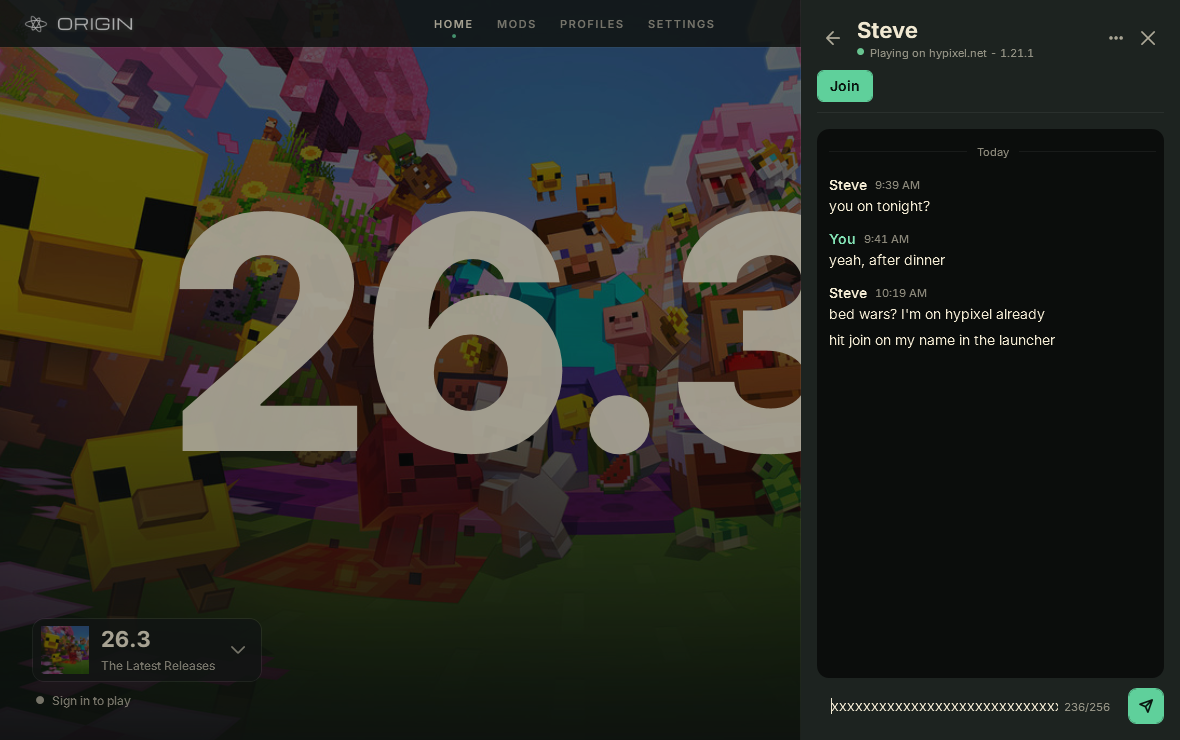 ORIGIN
HOME
MODS
PROFILES
SETTINGS
26.3
26.3
The Latest Releases
Sign in to play
Steve
Playing on hypixel.net - 1.21.1
Join
Today
Steve 9:39 AM
you on tonight?
You 9:41 AM
yeah, after dinner
Steve 10:19 AM
bed wars? I'm on hypixel already
hit join on my name in the launcher
236/256